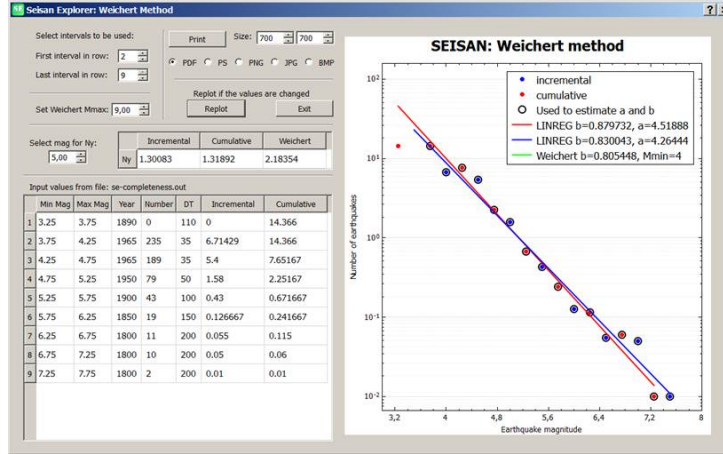 SE Seisan Explorer: Weichert Method
Select intervals to be used:
First interval in row: 2
Last interval in row: 9
Set Weichert Mmax: 9,00
Print Size: 700 700
PDF PS PNG JPG BMP
Replot if the values are changed
Replot Exit
Select mag for Ny:
5,00
Incremental Cumulative Weichert
Ny 1.30083 1.31892 2.18354
Input values from file: se-completeness.out
Min Mag Max Mag Year Number DT Incremental Cumulative
1 3.25 3.75 1890 0 110 0 14.366
2 3.75 4.25 1965 235 35 6.71429 14.366
3 4.25 4.75 1965 189 35 5.4 7.65167
4 4.75 5.25 1950 79 50 1.58 2.25167
5 5.25 5.75 1900 43 100 0.43 0.671667
6 5.75 6.25 1850 19 150 0.126667 0.241667
7 6.25 6.75 1800 11 200 0.055 0.115
8 6.75 7.25 1800 10 200 0.05 0.06
9 7.25 7.75 1800 2 200 0.01 0.01
SEISAN: Weichert method
incremental
cumulative
Used to estimate a and b
LINREG b=0.879732, a=4.51888
LINREG b=0.830043, a=4.26444
Weichert b=0.805448, Mmin=4
Number of earthquakes
10²
10¹
10⁰
10⁻¹
10⁻²
3,2 4 4,8 5,6 6,4 7,2 8
Earthquake magnitude